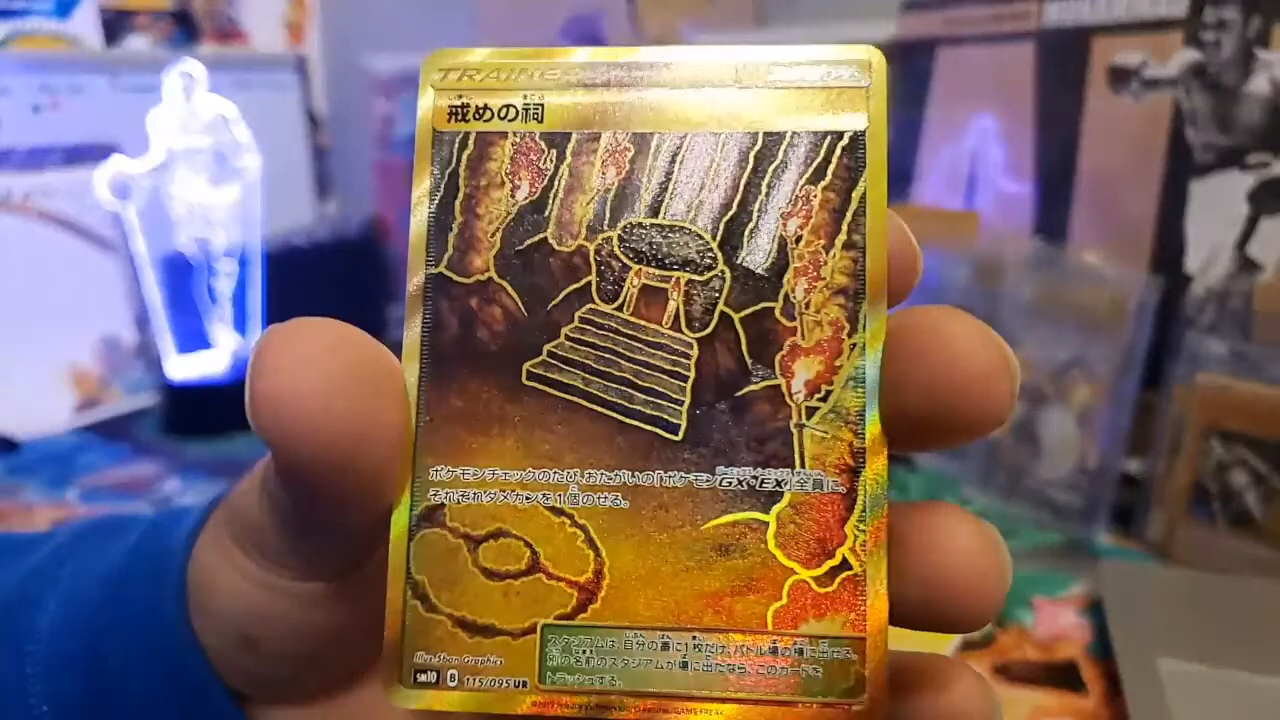 TRAINER
戒めの祠
ポケモンチェックのたび、おたがいの「ポケモンGX・EX」全員に、
それぞれダメカンを1個のせる。
スタジアムは、自分の番に1枚だけ、バトル場の横に出せる。
別の名前のスタジアムが場に出たなら、このカードを
トラッシュする。
Illus. 5ban Graphics
sm10 B 115/095 UR